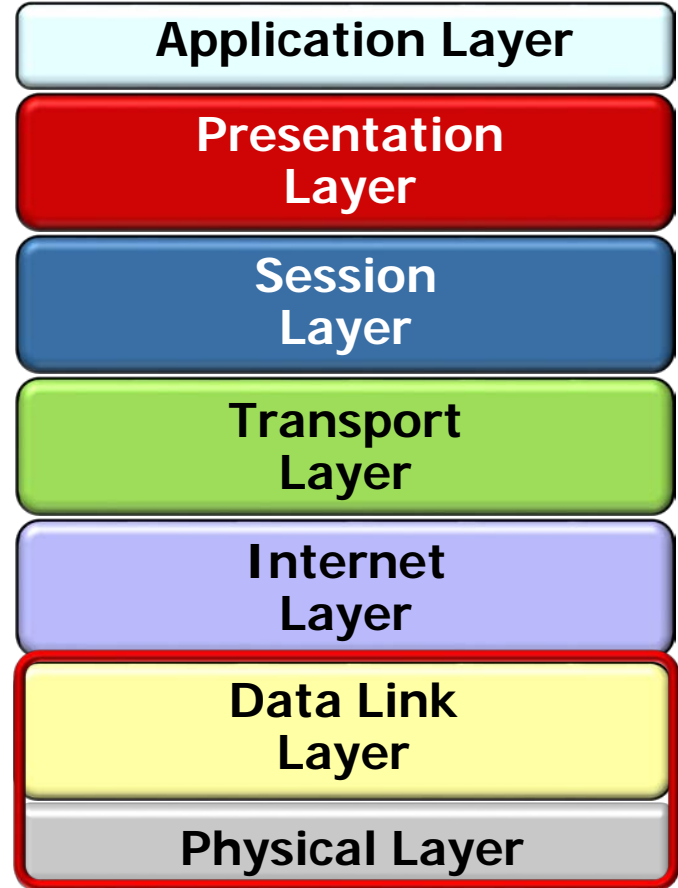 Application Layer
Presentation
Layer
Session
Layer
Transport
Layer
Internet
Layer
Data Link
Layer
Physical Layer